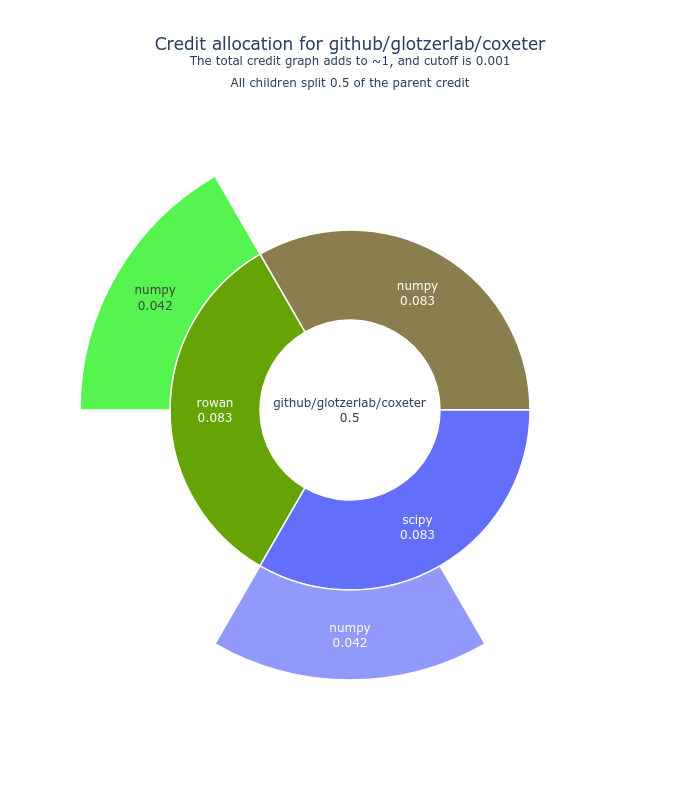 Credit allocation for github/glotzerlab/coxeter
The total credit graph adds to ~1, and cutoff is 0.001
All children split 0.5 of the parent credit
numpy
0.083
numpy
0.042
rowan
0.083
github/glotzerlab/coxeter
0.5
scipy
0.083
numpy
0.042